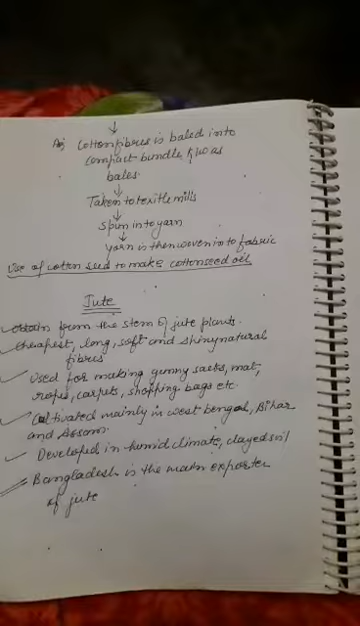 Cotton fibres is baled into
compact bundle k/w as
bales.
Taken to textile mills
Spun into yarn
yarn is then woven into fabric
Use of cotton seed to make cottonseed oil
Jute
obtain from the stem of jute plants.
cheapest, long, soft and shiny natural
fibres
Used for making gunny sacks, mat,
ropes, carpets, shopping bags etc.
Cultivated mainly in west bengal, Bihar
and Assam.
Developed in humid climate, clayed soil
Bangladesh is the main exporter
of jute